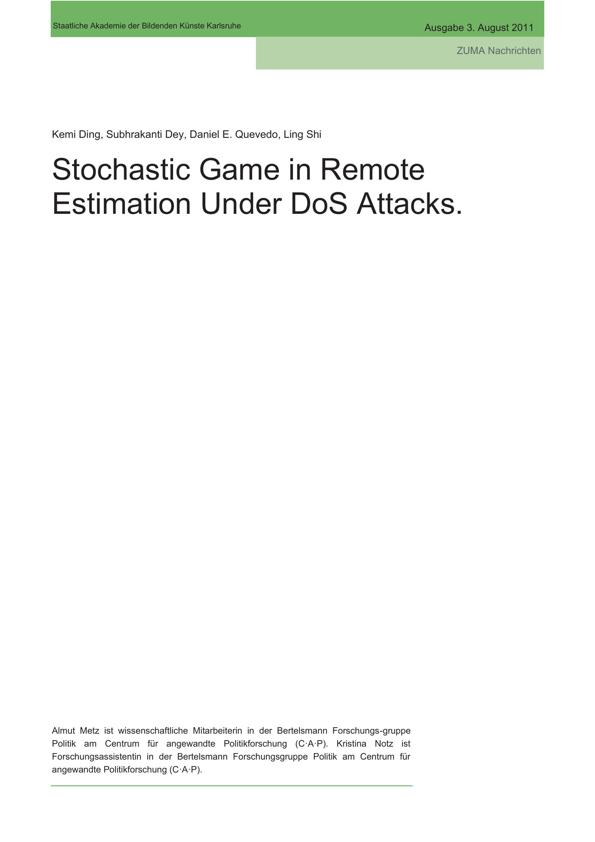 Staatliche Akademie der Bildenden Künste Karlsruhe
Ausgabe 3. August 2011
ZUMA Nachrichten
Kemi Ding, Subhrakanti Dey, Daniel E. Quevedo, Ling Shi
Stochastic Game in Remote
Estimation Under DoS Attacks.
Almut Metz ist wissenschaftliche Mitarbeiterin in der Bertelsmann Forschungs-gruppe
Politik am Centrum für angewandte Politikforschung (C·A·P). Kristina Notz ist
Forschungsassistentin in der Bertelsmann Forschungsgruppe Politik am Centrum für
angewandte Politikforschung (C·A·P).